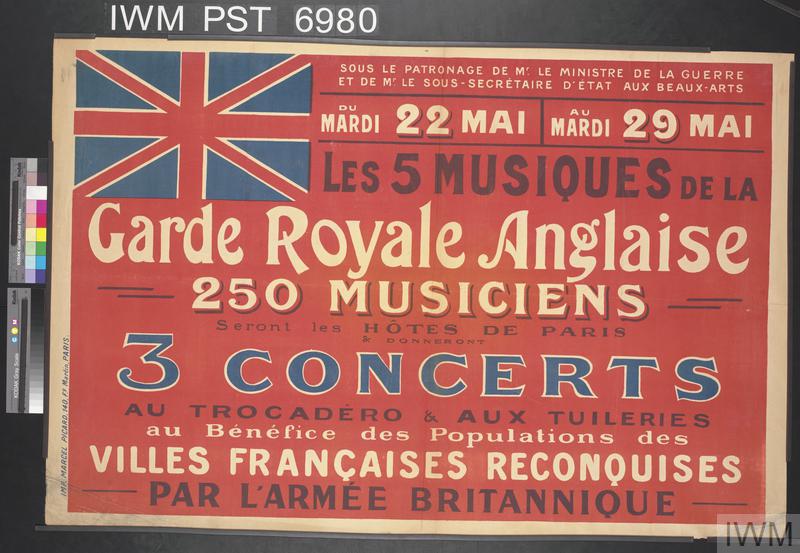 IWM PST 6980
SOUS LE PATRONAGE DE Mr. LE MINISTRE DE LA GUERRE
ET DE Mr LE SOUS-SECRÉTAIRE D'ÉTAT AUX BEAUX-ARTS
DU MARDI 22 MAI AU MARDI 29 MAI
LES 5 MUSIQUES DE LA
Garde Royale Anglaise
250 MUSICIENS
Seront les HÔTES DE PARIS
& DONNERONT
3 CONCERTS
AU TROCADÉRO & AUX TUILERIES
au Bénéfice des Populations des
VILLES FRANÇAISES RECONQUISES
PAR L'ARMÉE BRITANNIQUE
IMP. MARCEL PICARD, 140, Fg St Martin, PARIS.
IWM